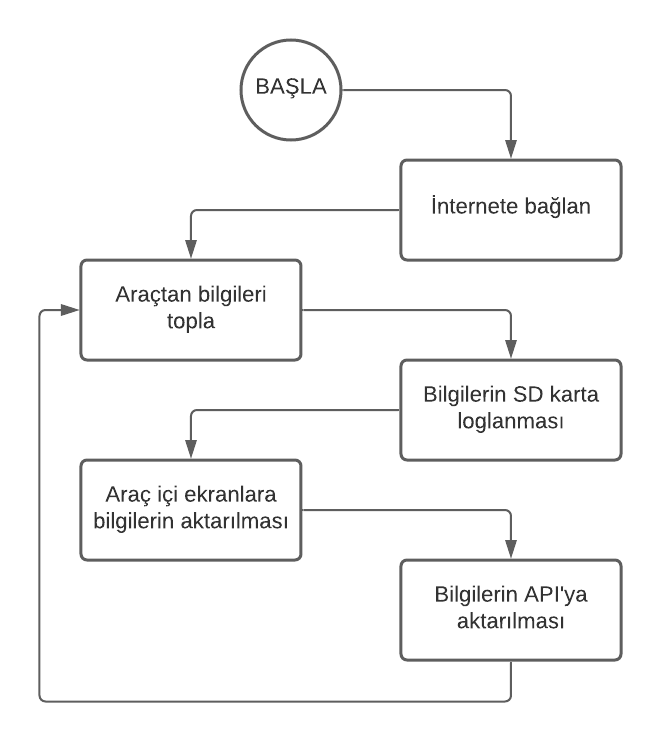 BAŞLA
İnternete bağlan
Araçtan bilgileri
topla
Bilgilerin SD karta
loglanması
Araç içi ekranlara
bilgilerin aktarılması
Bilgilerin API'ya
aktarılması